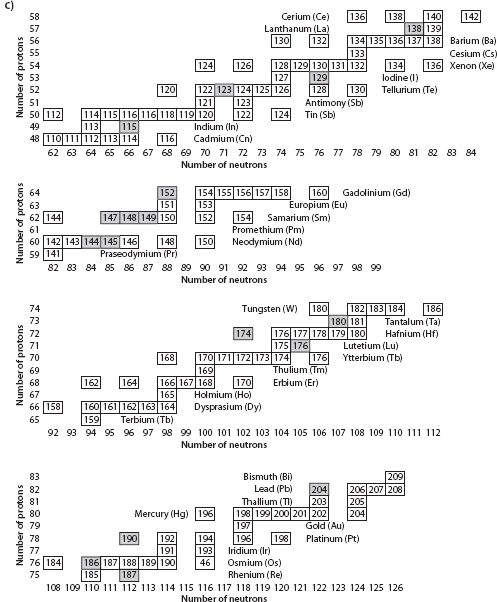 c)
Number of protons
58 Cerium (Ce) 136 138 140 142
57 Lanthanum (La) 138 139
56 130 132 134 135 136 137 138 Barium (Ba)
55 133 Cesium (Cs)
54 124 126 128 129 130 131 132 134 136 Xenon (Xe)
53 127 129 Iodine (I)
52 120 122 123 124 125 126 128 130 Tellurium (Te)
51 121 123 Antimony (Sb)
50 112 114 115 116 116 118 119 120 122 124 Tin (Sb)
49 113 115 Indium (In)
48 110 111 112 113 114 116 Cadmium (Cn)
62 63 64 65 66 67 68 69 70 71 72 73 74 75 76 77 78 79 80 81 82 83 84
Number of neutrons
Number of protons
64 152 154 155 156 157 158 160 Gadolinium (Gd)
63 151 153 Europium (Eu)
62 144 147 148 149 150 152 154 Samarium (Sm)
61 Promethium (Pm)
60 142 143 144 145 146 148 150 Neodymium (Nd)
59 141 Praseodymium (Pr)
82 83 84 85 86 87 88 89 90 91 92 93 94 95 96 97 98 99
Number of neutrons
Number of protons
74 Tungsten (W) 180 182 183 184 186
73 180 181 Tantalum (Ta)
72 174 176 177 178 179 180 Hafnium (Hf)
71 175 176 Lutetium (Lu)
70 168 170 171 172 173 174 176 Ytterbium (Tb)
69 169 Thulium (Tm)
68 162 164 166 167 168 170 Erbium (Er)
67 165 Holmium (Ho)
66 158 160 161 162 163 164 Dysprasium (Dy)
65 159 Terbium (Tb)
92 93 94 95 96 97 98 99 100 101 102 103 104 105 106 107 108 109 110 111 112
Number of neutrons
Number of protons
83 Bismuth (Bi) 209
82 Lead (Pb) 204 206 207 208
81 Thallium (Tl) 203 205
80 Mercury (Hg) 196 198 199 200 201 202 204
79 197 Gold (Au)
78 190 192 194 196 198 Platinum (Pt)
77 191 193 Iridium (Ir)
76 184 186 187 188 189 190 46 Osmium (Os)
75 185 187 Rhenium (Re)
108 109 110 111 112 113 114 115 116 117 118 119 120 121 122 123 124 125 126
Number of neutrons